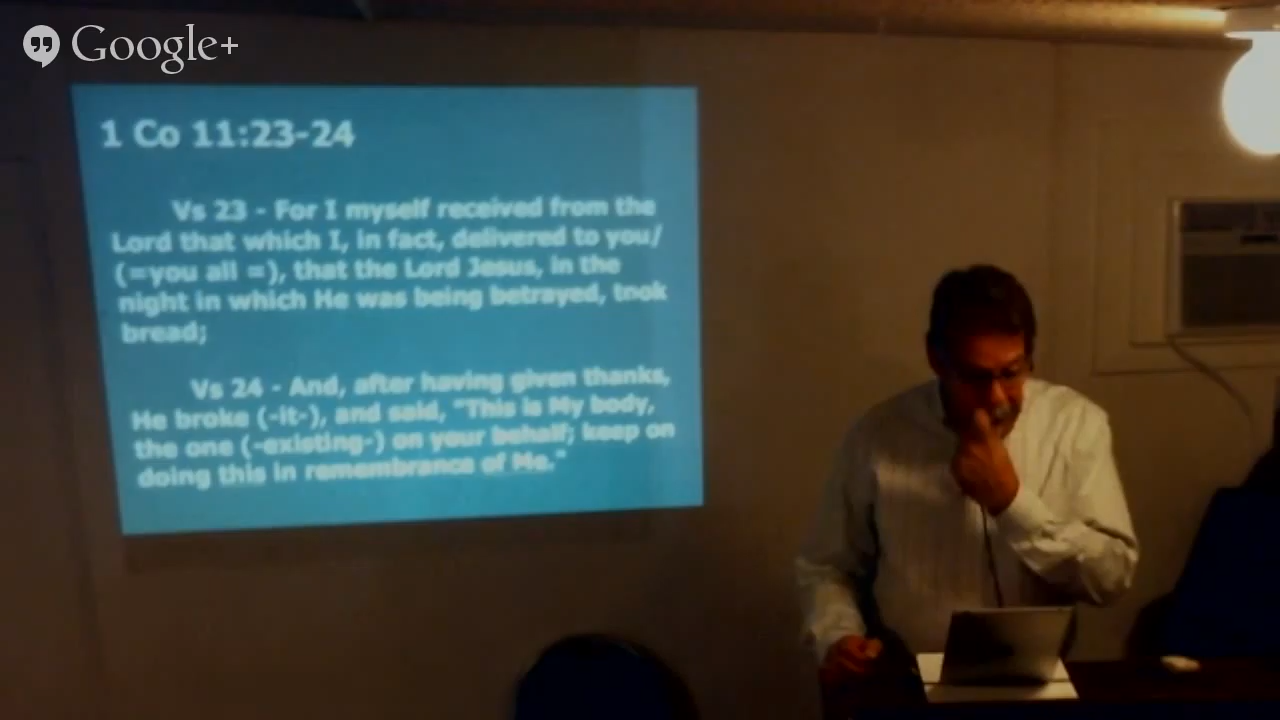 Google+
1 Co 11:23-24
Vs 23 - For I myself received from the
Lord that which I, in fact, delivered to you/
(=you all =), that the Lord Jesus, in the
night in which He was being betrayed, took
bread;
Vs 24 - And, after having given thanks,
He broke (-it-), and said, "This is My body,
the one (-existing-) on your behalf; keep on
doing this in remembrance of Me."